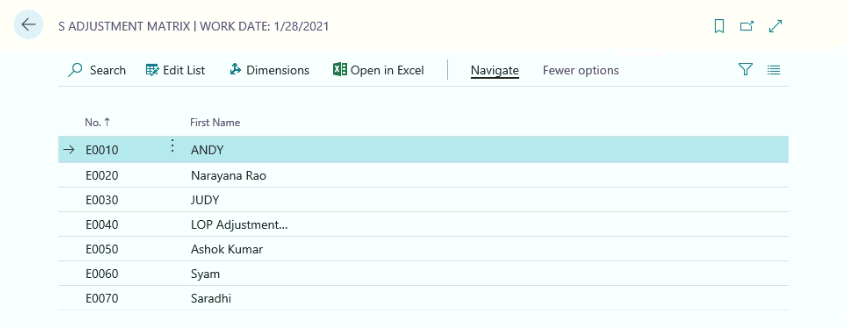 S ADJUSTMENT MATRIX | WORK DATE: 1/28/2021
Search Edit List Dimensions Open in Excel Navigate Fewer options
No. ↑ First Name
→ E0010 ⋮ ANDY
E0020 Narayana Rao
E0030 JUDY
E0040 LOP Adjustment...
E0050 Ashok Kumar
E0060 Syam
E0070 Saradhi